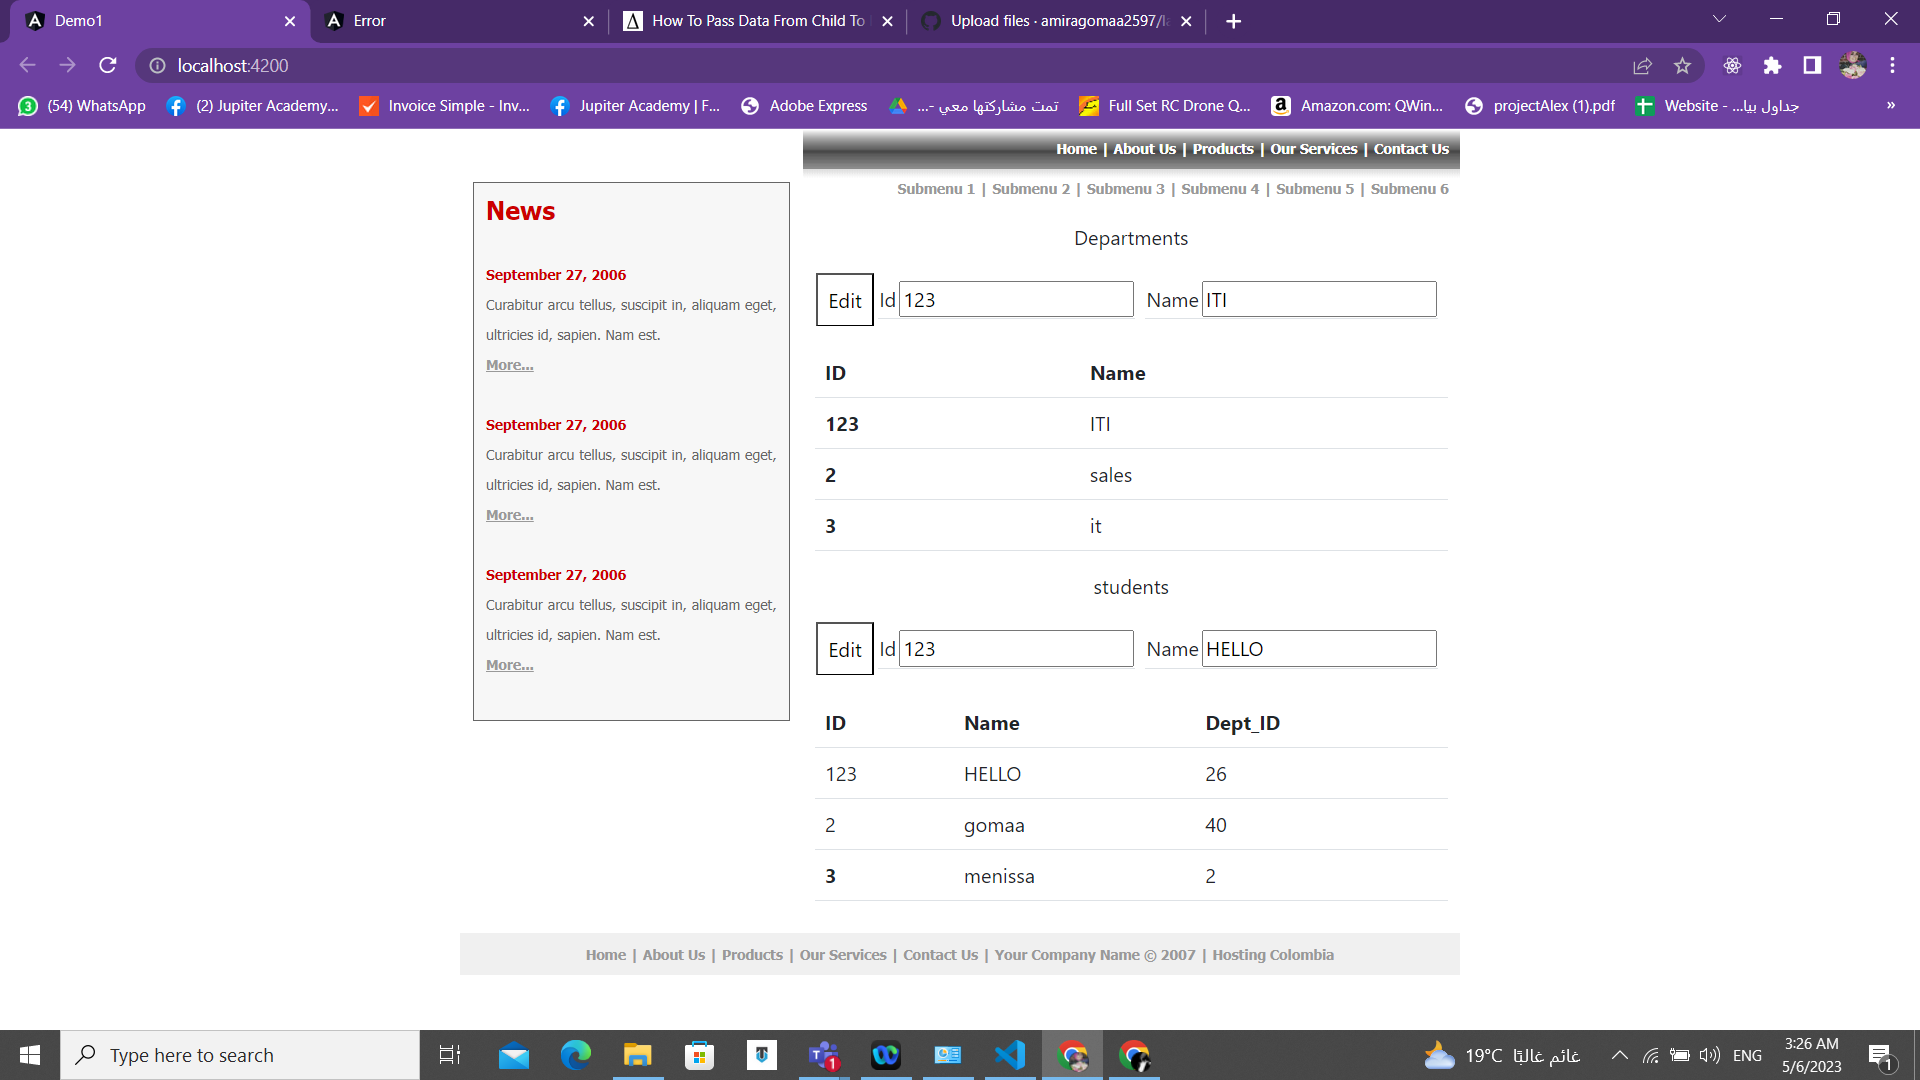 Demo1
Error
How To Pass Data From Child To
Upload files · amiragomaa2597/la
localhost:4200
(54) WhatsApp
(2) Jupiter Academy...
Invoice Simple - Inv...
Jupiter Academy | F...
Adobe Express
تمت مشاركتها معي -...
Full Set RC Drone Q...
Amazon.com: QWin...
projectAlex (1).pdf
Website - ...جداول بيا
»
Home | About Us | Products | Our Services | Contact Us
Submenu 1 | Submenu 2 | Submenu 3 | Submenu 4 | Submenu 5 | Submenu 6
News
September 27, 2006
Curabitur arcu tellus, suscipit in, aliquam eget,
ultricies id, sapien. Nam est.
More...
September 27, 2006
Curabitur arcu tellus, suscipit in, aliquam eget,
ultricies id, sapien. Nam est.
More...
September 27, 2006
Curabitur arcu tellus, suscipit in, aliquam eget,
ultricies id, sapien. Nam est.
More...
Departments
Edit Id 123 Name ITI
ID Name
123 ITI
2 sales
3 it
students
Edit Id 123 Name HELLO
ID Name Dept_ID
123 HELLO 26
2 gomaa 40
3 menissa 2
Home | About Us | Products | Our Services | Contact Us | Your Company Name © 2007 | Hosting Colombia
Type here to search
1
19°C غائم غالبًا
ENG
3:26 AM
5/6/2023
1